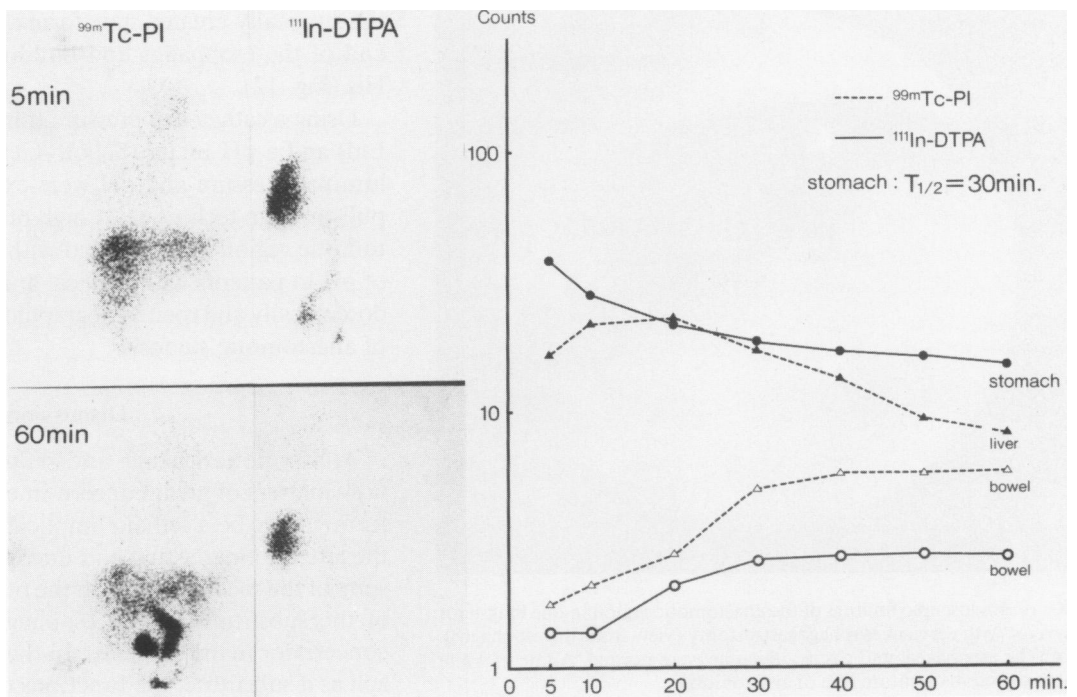 ⁹⁹ᵐTc-PI
¹¹¹In-DTPA
5min
60min
Counts
100
10
1
⁹⁹ᵐTc-PI
¹¹¹In-DTPA
stomach : T₁/₂=30min.
stomach
liver
bowel
bowel
0 5 10 20 30 40 50 60 min.